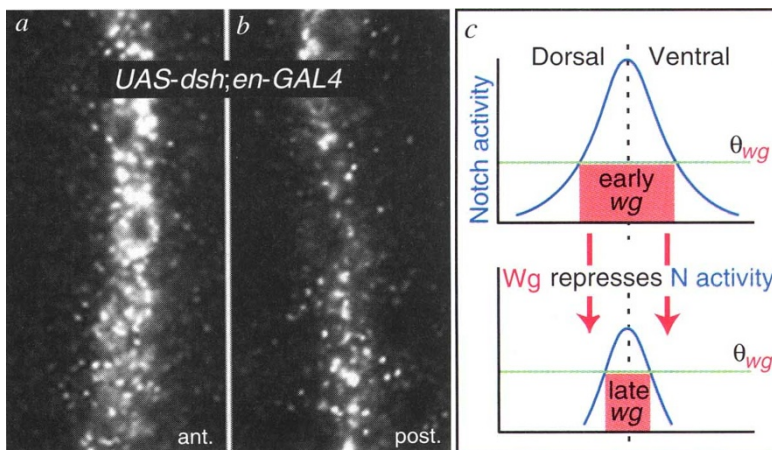 a
b
UAS-dsh;en-GAL4
ant.
post.
c
Dorsal
Ventral
Notch activity
θwg
early
wg
Wg represses N activity
θwg
late
wg